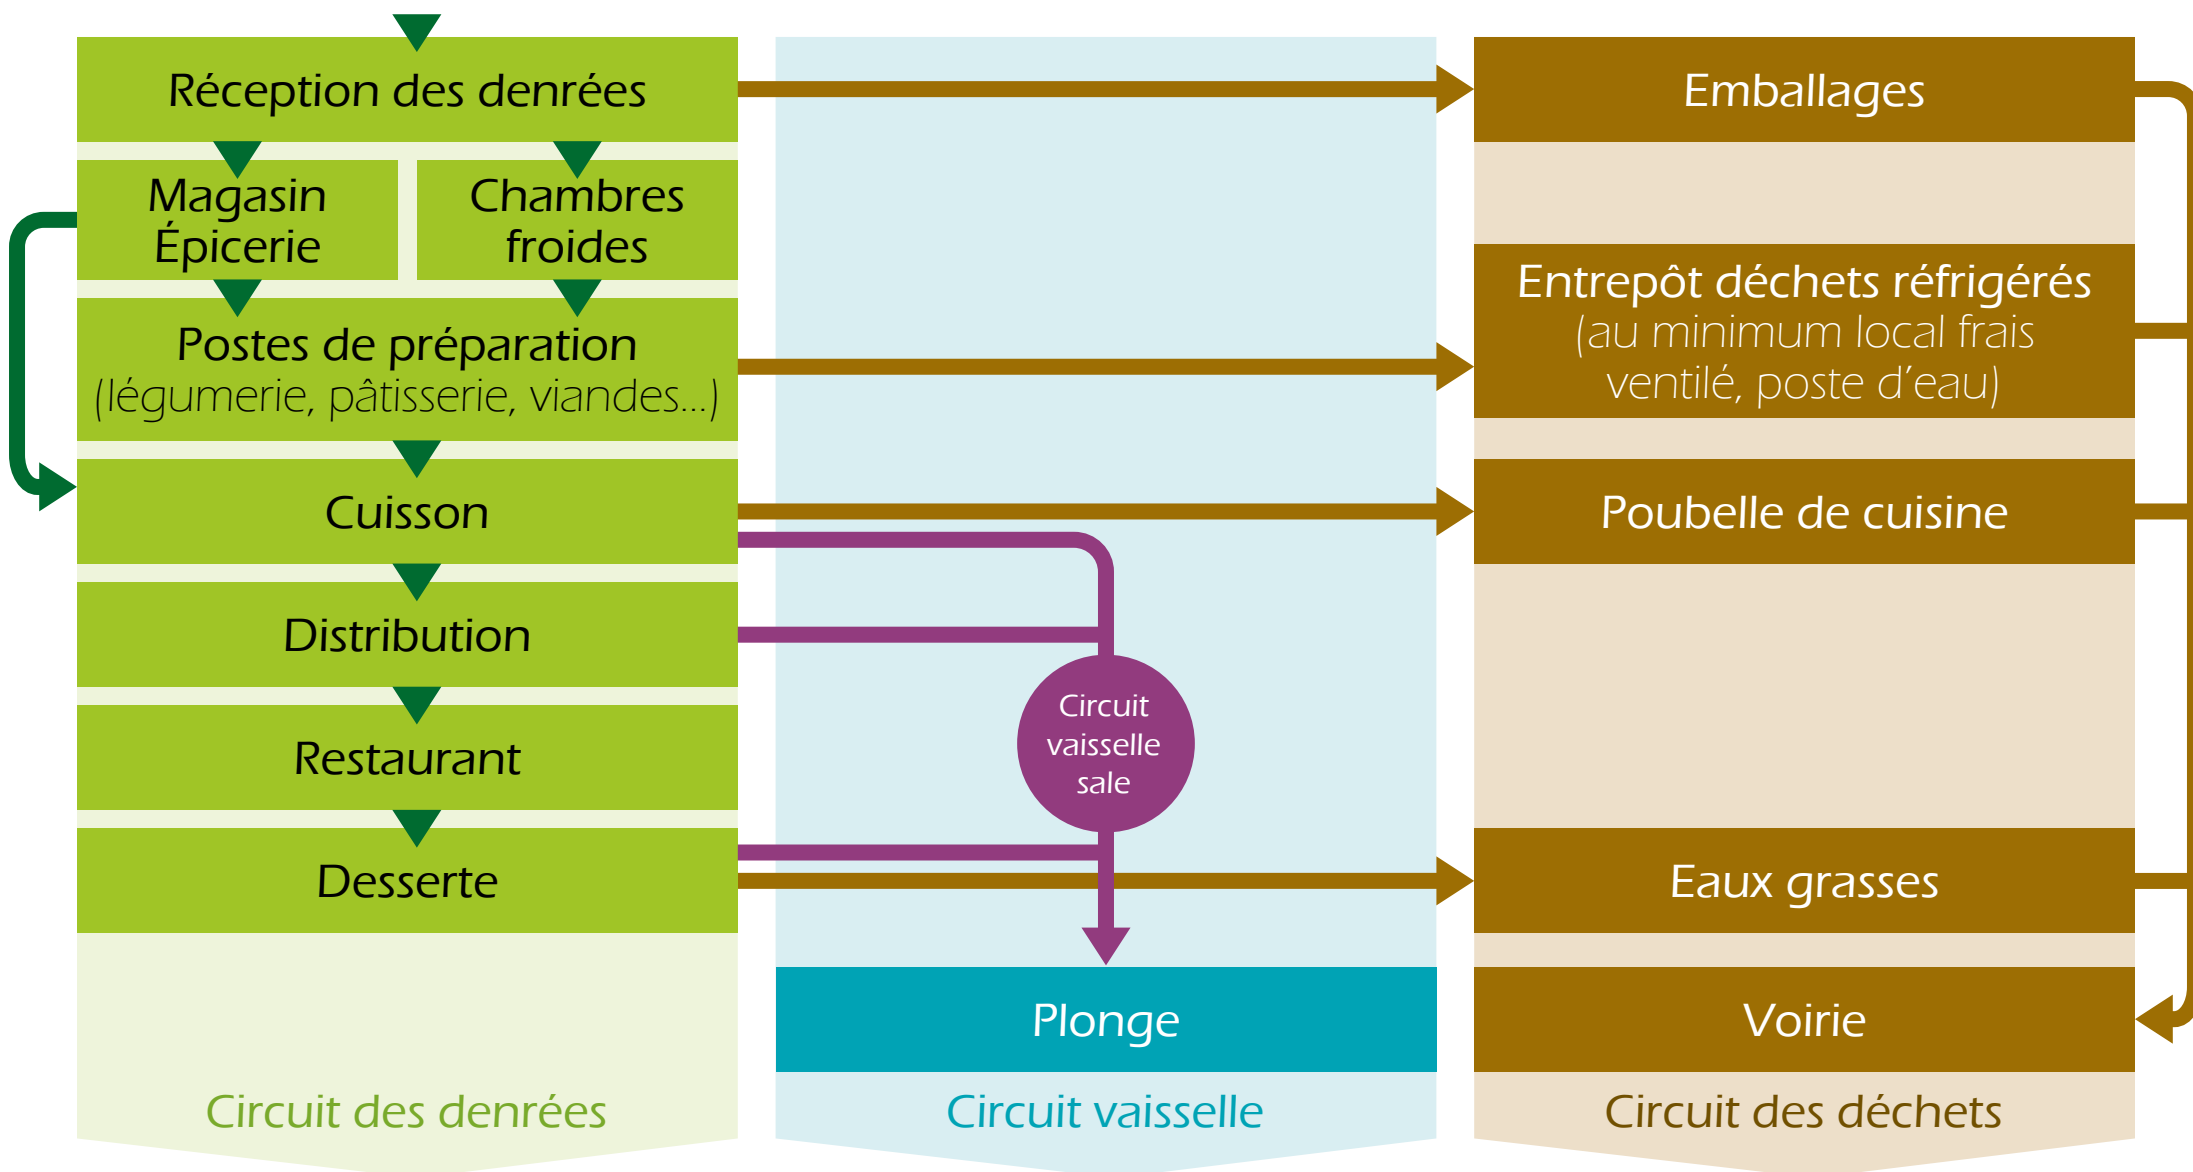 Réception des denrées
Magasin
Épicerie
Chambres
froides
Postes de préparation
(légumerie, pâtisserie, viandes...)
Cuisson
Distribution
Restaurant
Desserte
Circuit des denrées
Circuit
vaisselle
sale
Plonge
Circuit vaisselle
Emballages
Entrepôt déchets réfrigérés
(au minimum local frais
ventilé, poste d'eau)
Poubelle de cuisine
Eaux grasses
Voirie
Circuit des déchets